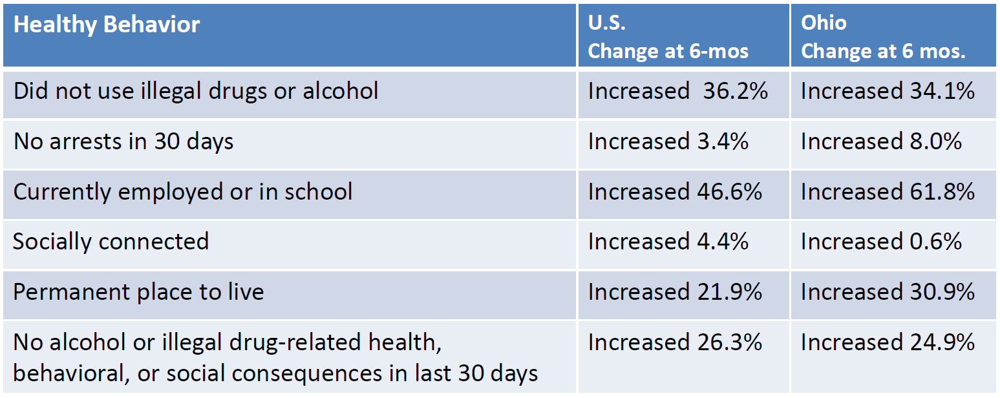 Healthy Behavior
U.S.
Change at 6-mos
Ohio
Change at 6 mos.
Did not use illegal drugs or alcohol
Increased 36.2%
Increased 34.1%
No arrests in 30 days
Increased 3.4%
Increased 8.0%
Currently employed or in school
Increased 46.6%
Increased 61.8%
Socially connected
Increased 4.4%
Increased 0.6%
Permanent place to live
Increased 21.9%
Increased 30.9%
No alcohol or illegal drug-related health,
behavioral, or social consequences in last 30 days
Increased 26.3%
Increased 24.9%